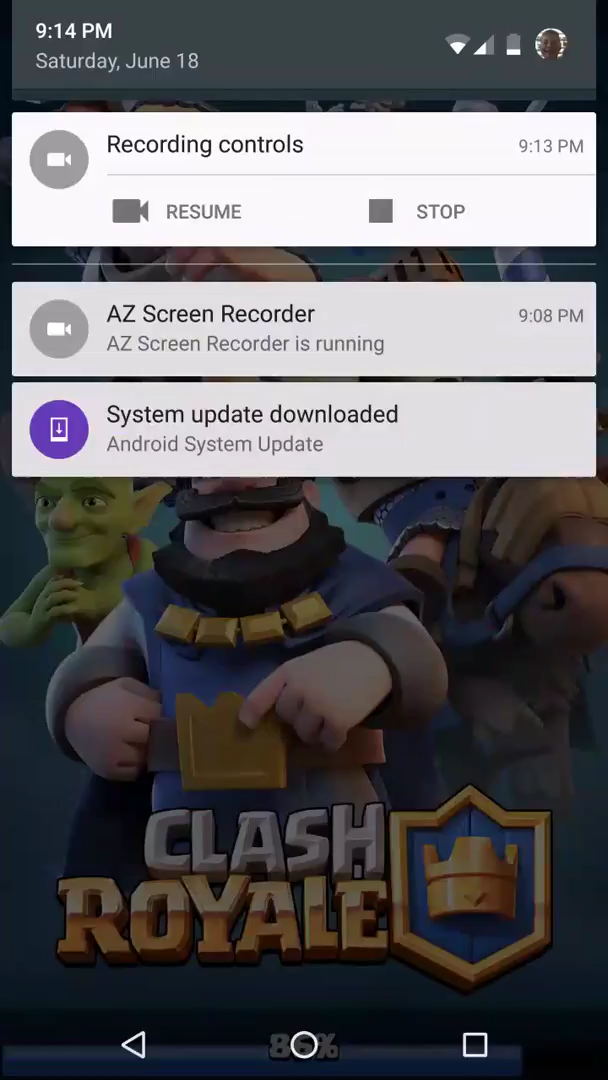 9:14 PM
Saturday, June 18
Recording controls
9:13 PM
RESUME
STOP
AZ Screen Recorder
9:08 PM
AZ Screen Recorder is running
System update downloaded
Android System Update
CLASH
ROYALE
86%